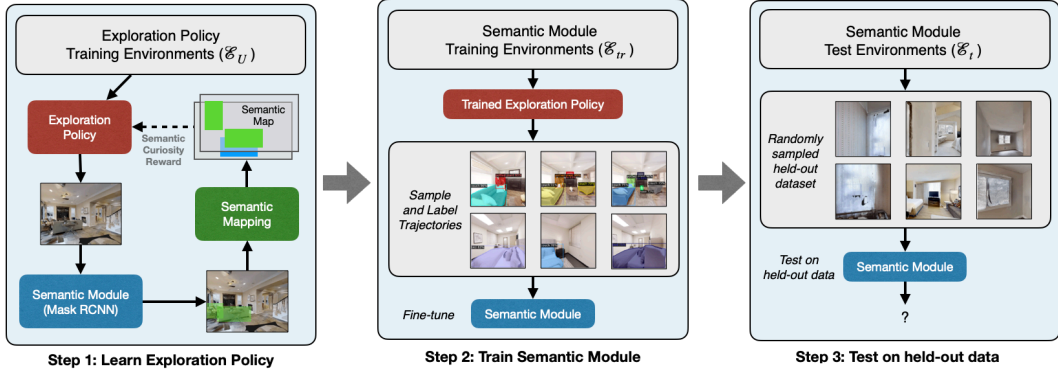 Exploration Policy
Training Environments (ℰ_U)
Exploration
Policy
Semantic
Map
Semantic
Curiosity
Reward
Semantic
Mapping
Semantic Module
(Mask RCNN)
Step 1: Learn Exploration Policy
Semantic Module
Training Environments (ℰ_tr)
Trained Exploration Policy
Sample
and Label
Trajectories
Fine-tune
Semantic Module
Step 2: Train Semantic Module
Semantic Module
Test Environments (ℰ_t)
Randomly
sampled
held-out
dataset
Test on
held-out data
Semantic Module
?
Step 3: Test on held-out data